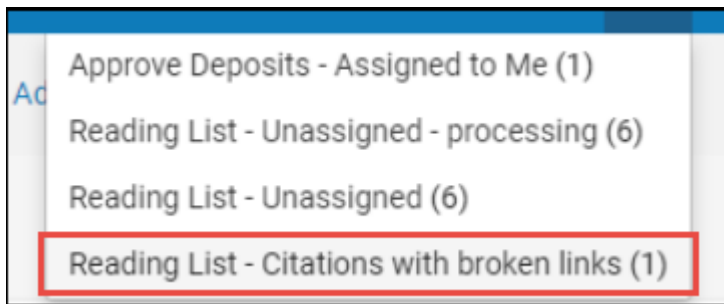 Approve Deposits - Assigned to Me (1)
Ad
Reading List - Unassigned - processing (6)
Reading List - Unassigned (6)
Reading List - Citations with broken links (1)